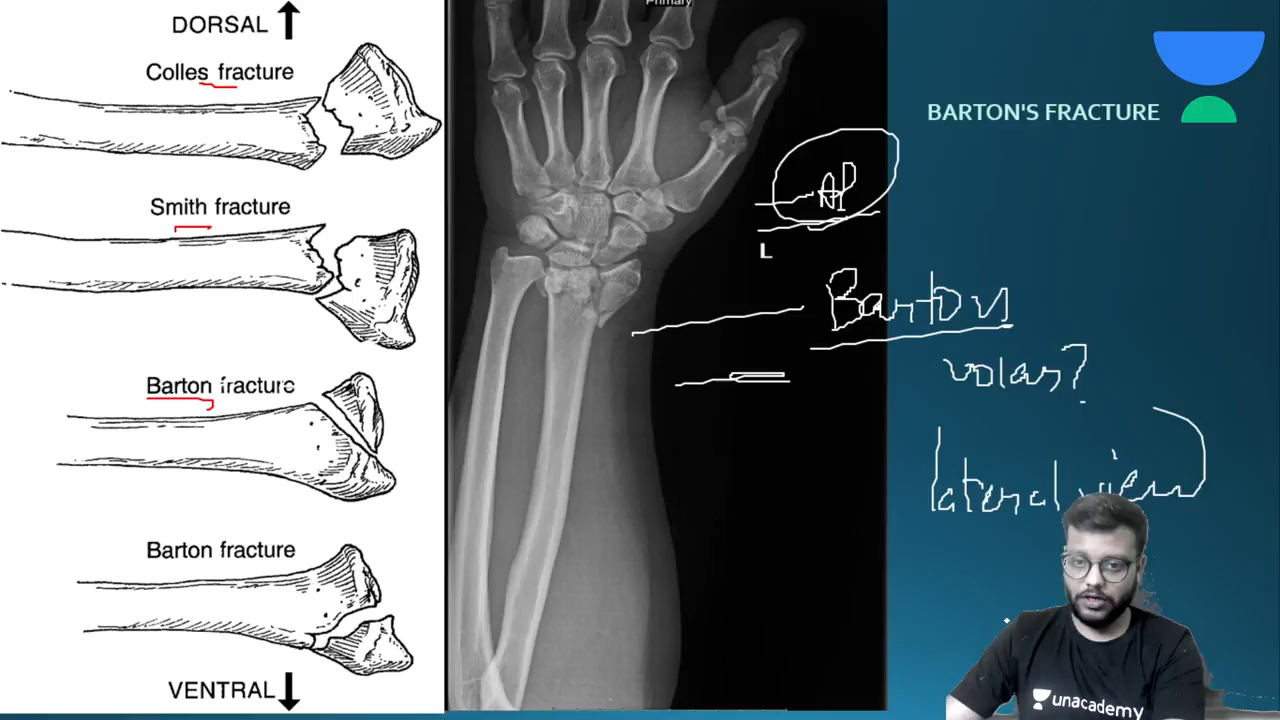 DORSAL
Colles fracture
Smith fracture
Barton fracture
Barton fracture
VENTRAL
Primary
AP
L
Barton
volar?
lateral view
BARTON'S FRACTURE
unacademy